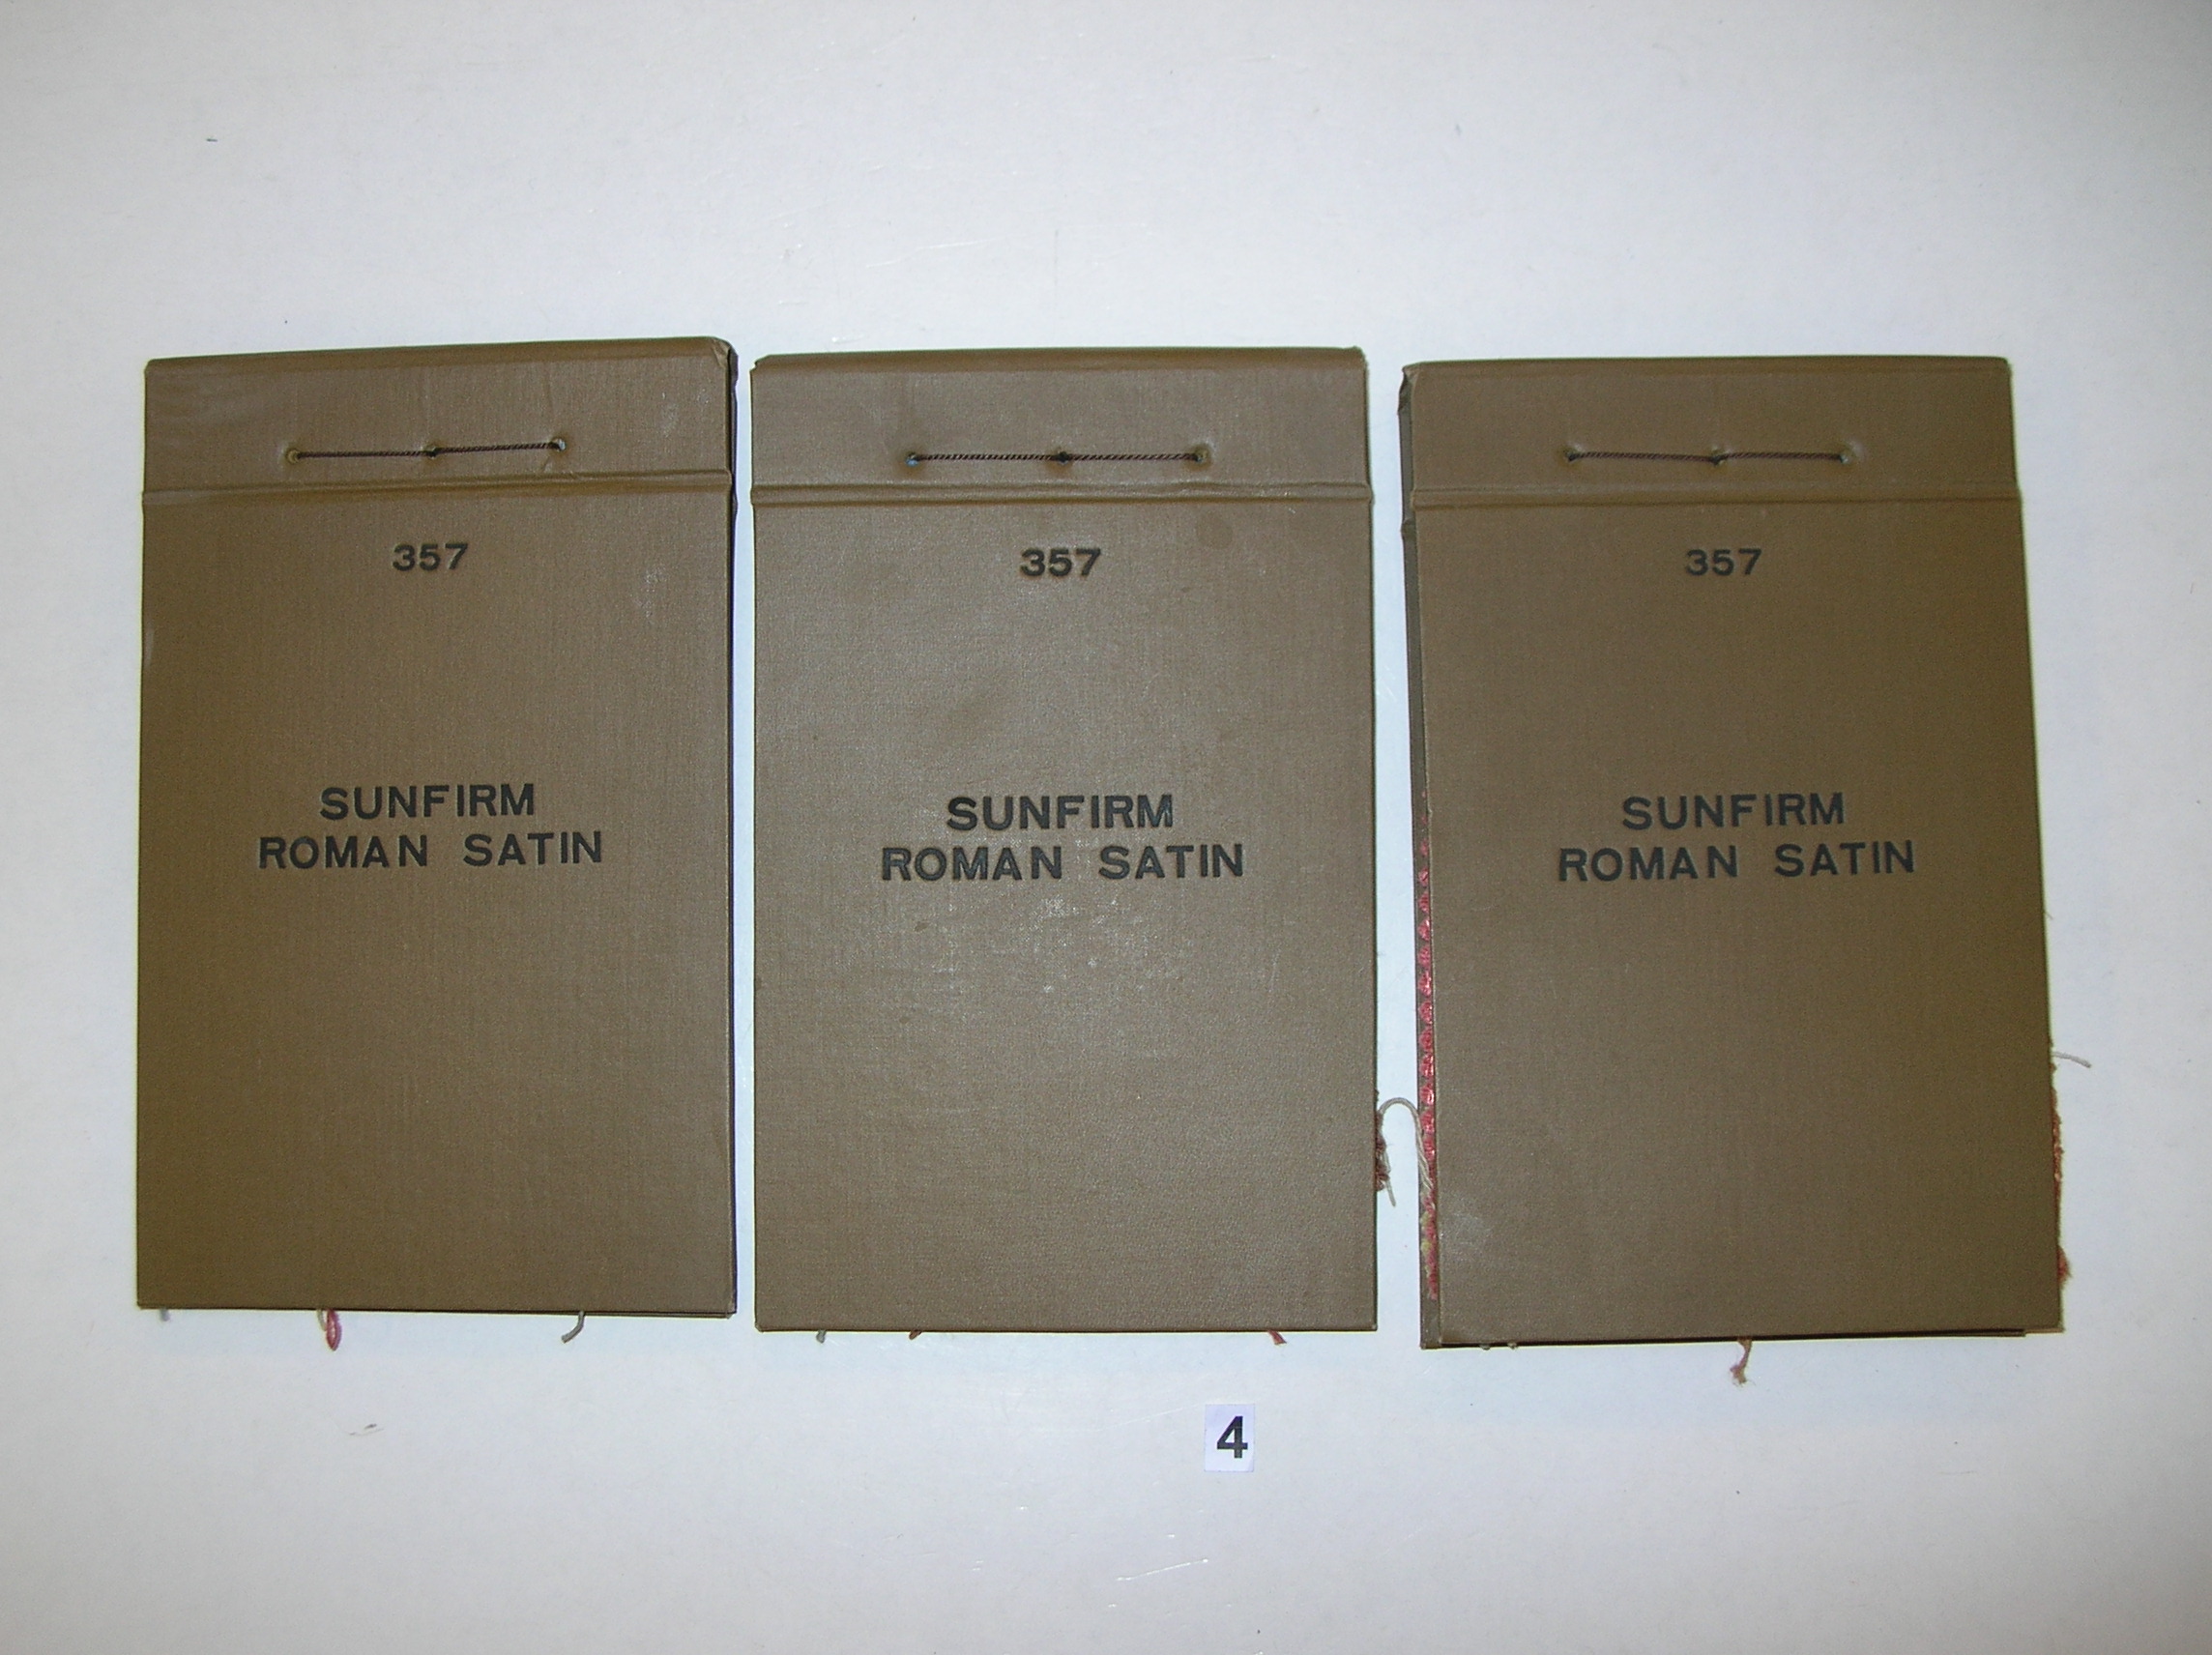 357
SUNFIRM
ROMAN SATIN
357
SUNFIRM
ROMAN SATIN
357
SUNFIRM
ROMAN SATIN
4